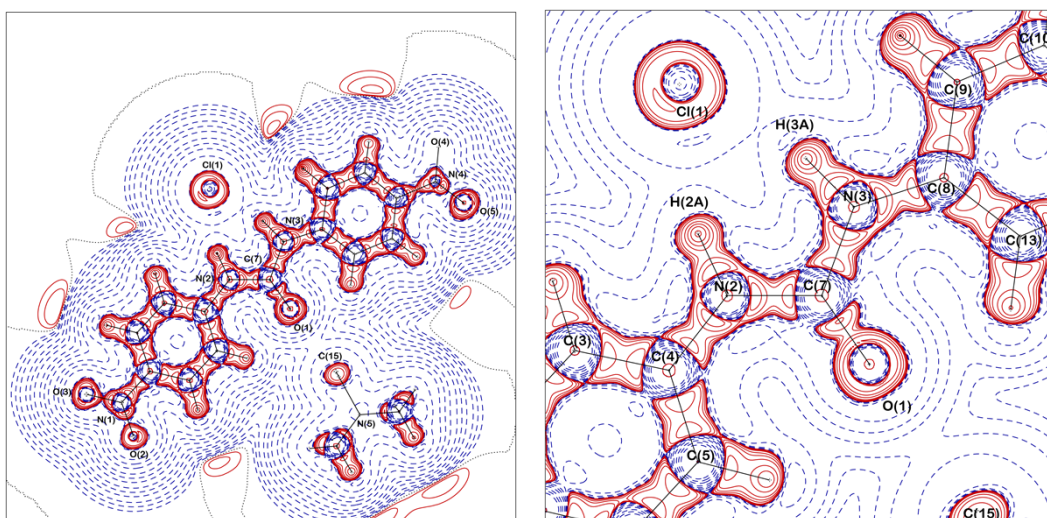 O(4)
Cl(1)
N(4)
O(5)
N(3)
C(7)
N(2)
O(1)
C(15)
O(3)
N(1)
N(5)
O(2)
C(10
C(9)
Cl(1)
H(3A)
C(8)
N(3)
H(2A)
C(13)
N(2)
C(7)
C(3)
C(4)
O(1)
C(5)
C(15)